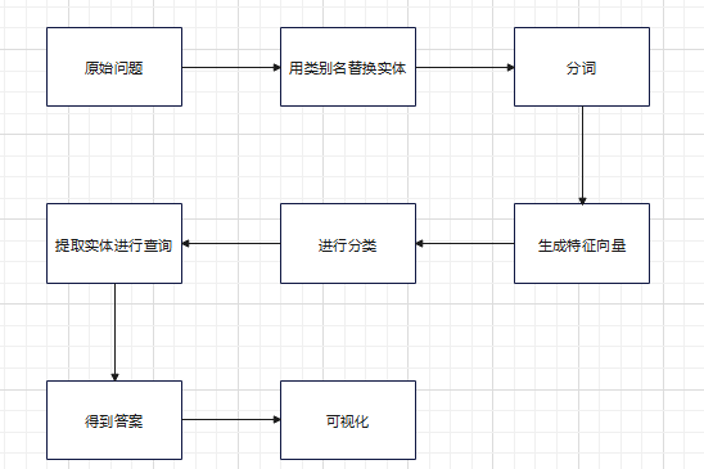 原始问题
用类别名替换实体
分词
生成特征向量
进行分类
提取实体进行查询
得到答案
可视化